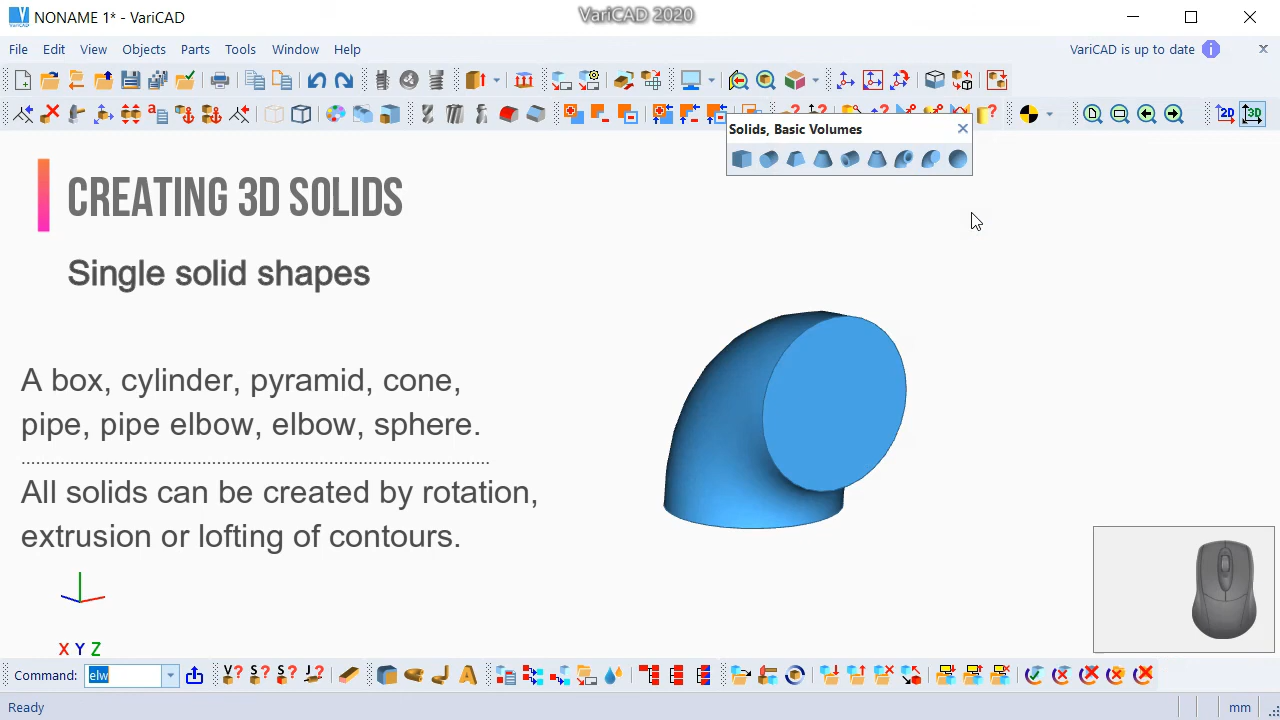 NONAME 1* - VariCAD
VariCAD 2020
File Edit View Objects Parts Tools Window Help
VariCAD is up to date
2D 3D
Solids, Basic Volumes
CREATING 3D SOLIDS
Single solid shapes
A box, cylinder, pyramid, cone,
pipe, pipe elbow, elbow, sphere.
All solids can be created by rotation,
extrusion or lofting of contours.
X Y Z
Command: elw
V? S? S? J?
Ready
mm